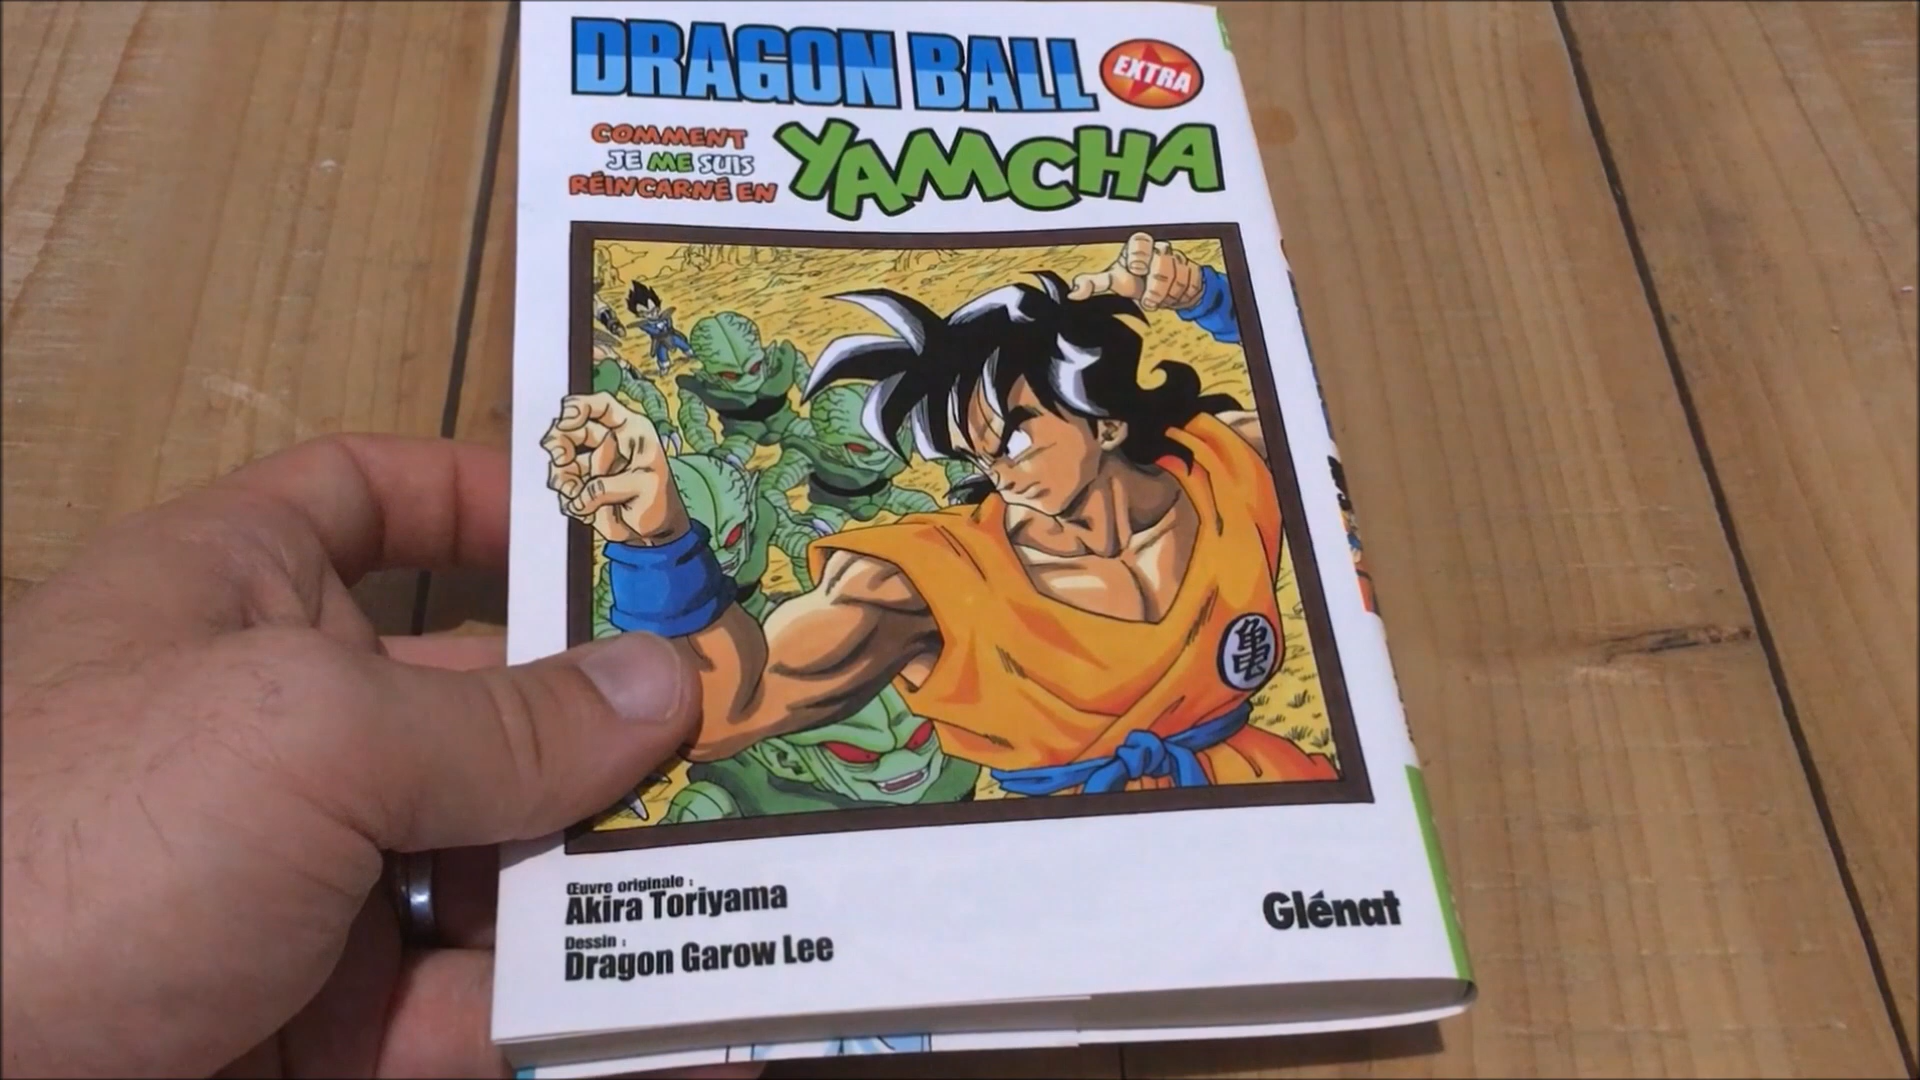 DRAGON BALL
EXTRA
COMMENT
JE ME SUIS
RÉINCARNÉ EN
YAMCHA
亀
Œuvre originale :
Akira Toriyama
Dessin :
Dragon Garow Lee
Glénat